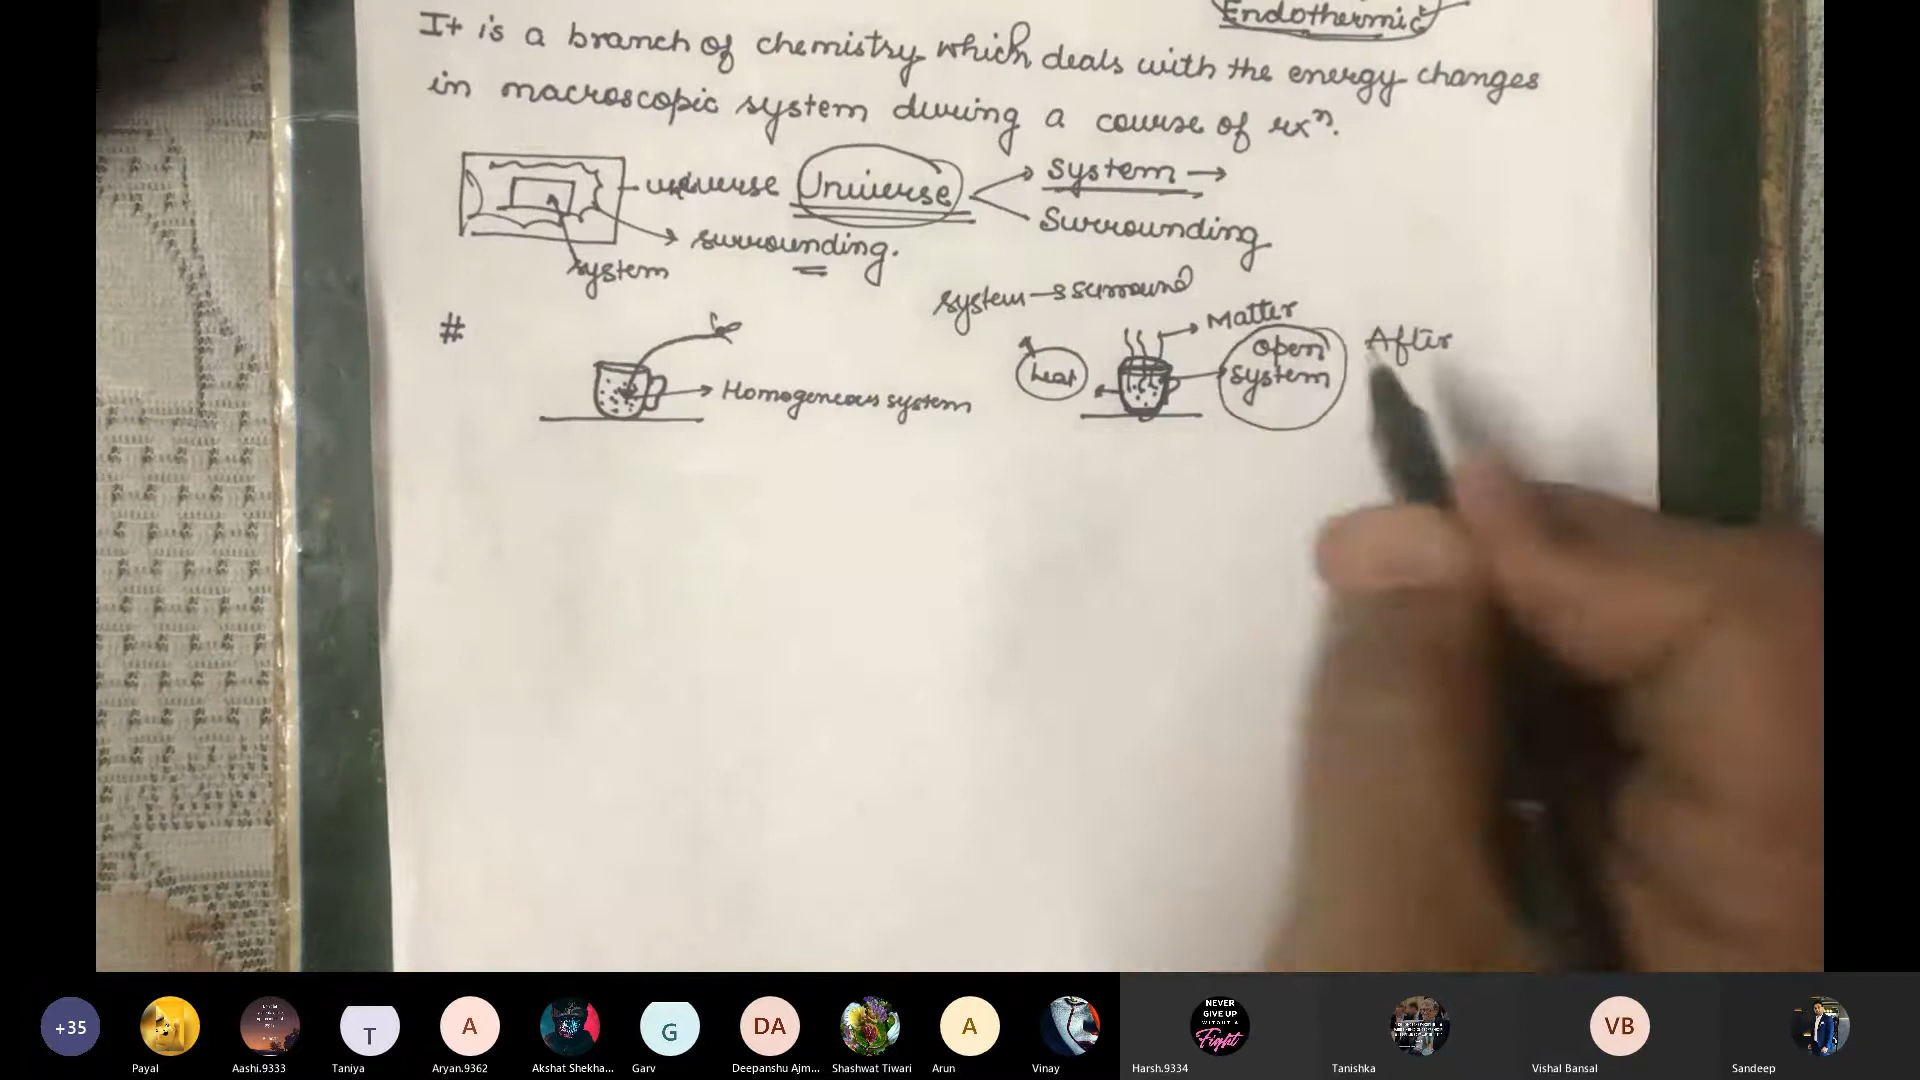 Endothermic
It is a branch of chemistry which deals with the energy changes
in macroscopic system during a course of rxⁿ.
universe Universe → System →
Surrounding
→ surrounding.
system
system → surround
# → Homogeneous system
heat → Matter
open
system
After
+35
T
A
G
DA
A
NEVER
GIVE UP
WITHOUT A
Fight
VB
Payal
Aashi.9333
Taniya
Aryan.9362
Akshat Shekha...
Garv
Deepanshu Ajm...
Shashwat Tiwari
Arun
Vinay
Harsh.9334
Tanishka
Vishal Bansal
Sandeep